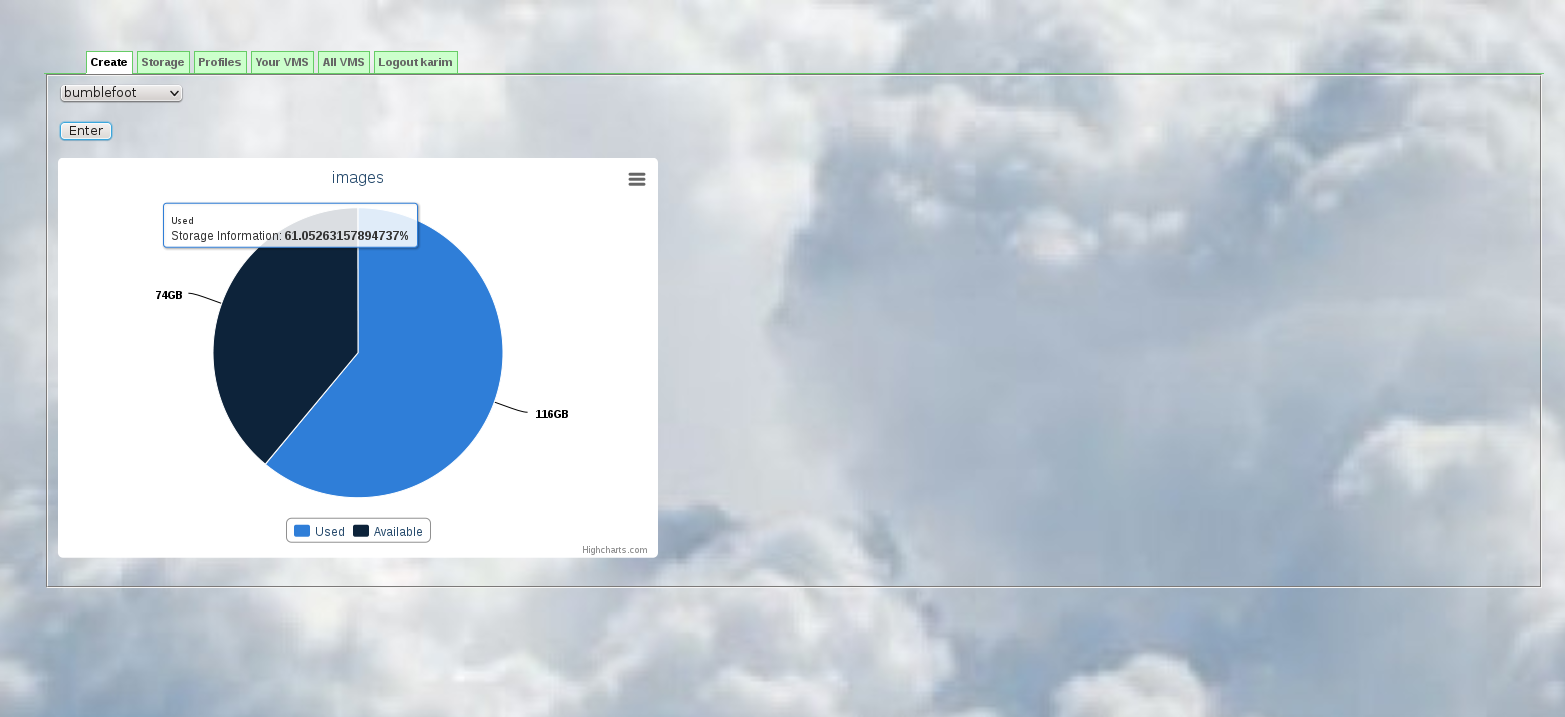 Create Storage Profiles Your VMS All VMS Logout karim
bumblefoot
Enter
images
Used
Storage Information: 61.05263157894737%
74GB
116GB
Used Available
Highcharts.com